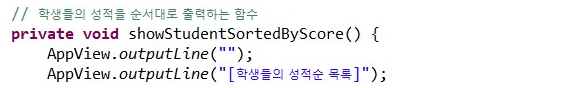 // 학생들의 성적을 순서대로 출력하는 함수
private void showStudentSortedByScore() {
    AppView.outputLine("");
    AppView.outputLine("[학생들의 성적순 목록]");